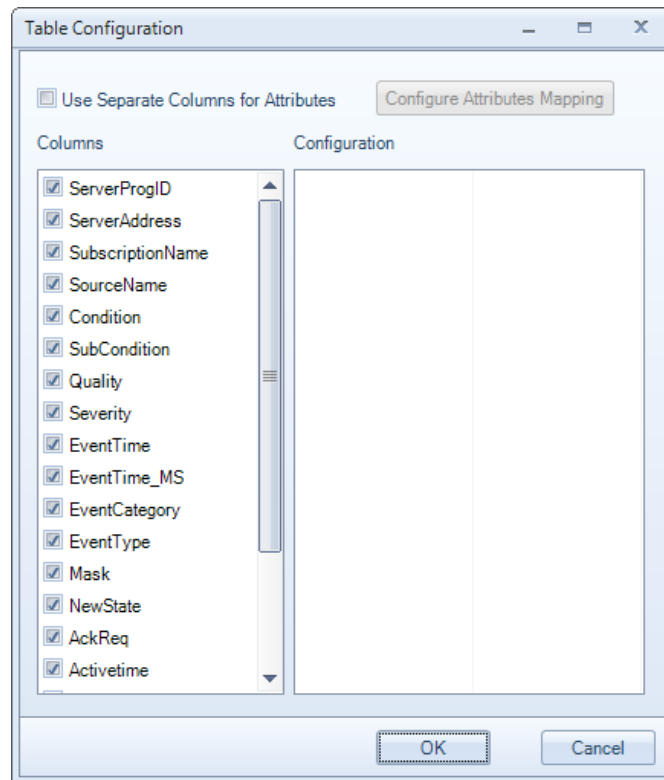 Table Configuration
Use Separate Columns for Attributes
Configure Attributes Mapping
Columns
Configuration
ServerProgID
ServerAddress
SubscriptionName
SourceName
Condition
SubCondition
Quality
Severity
EventTime
EventTime_MS
EventCategory
EventType
Mask
NewState
AckReq
Activetime
OK
Cancel